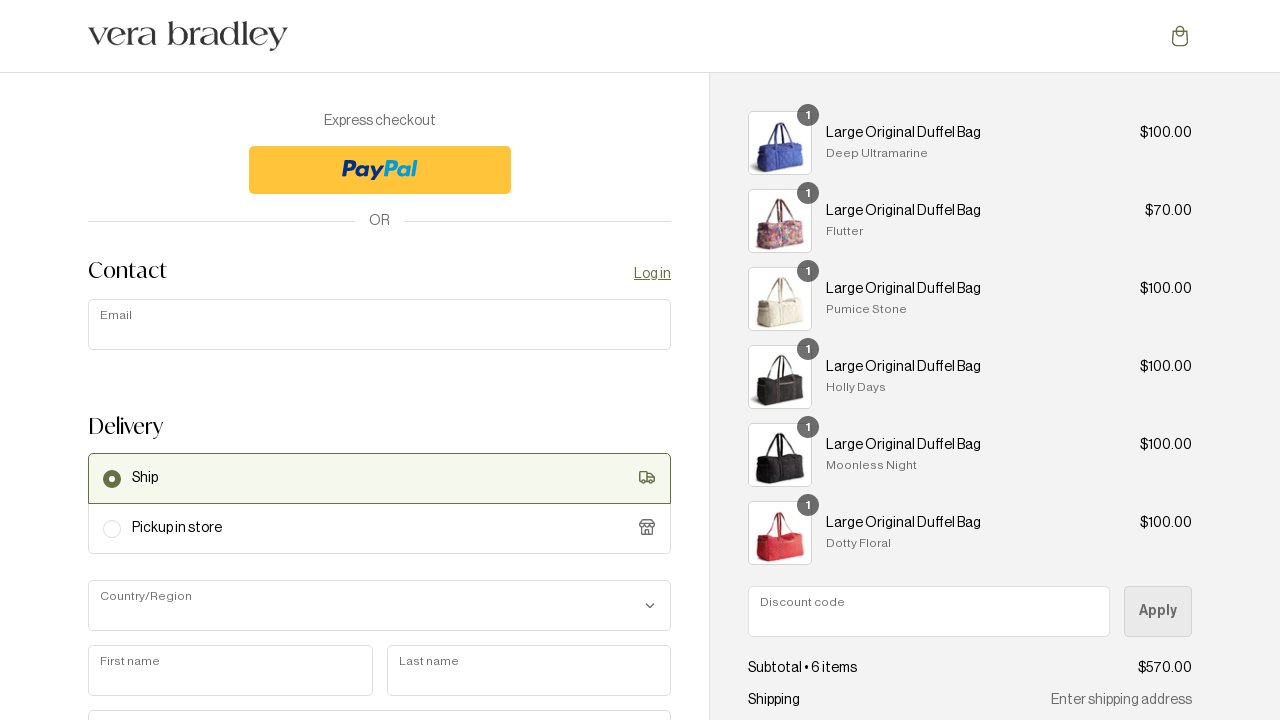 vera bradley
Express checkout
PayPal
OR
Contact
Log in
Email
Delivery
Ship
Pickup in store
Country/Region
First name
Last name
1
Large Original Duffel Bag
$100.00
Deep Ultramarine
1
Large Original Duffel Bag
$70.00
Flutter
1
Large Original Duffel Bag
$100.00
Pumice Stone
1
Large Original Duffel Bag
$100.00
Holly Days
1
Large Original Duffel Bag
$100.00
Moonless Night
1
Large Original Duffel Bag
$100.00
Dotty Floral
Discount code
Apply
Subtotal • 6 items
$570.00
Shipping
Enter shipping address